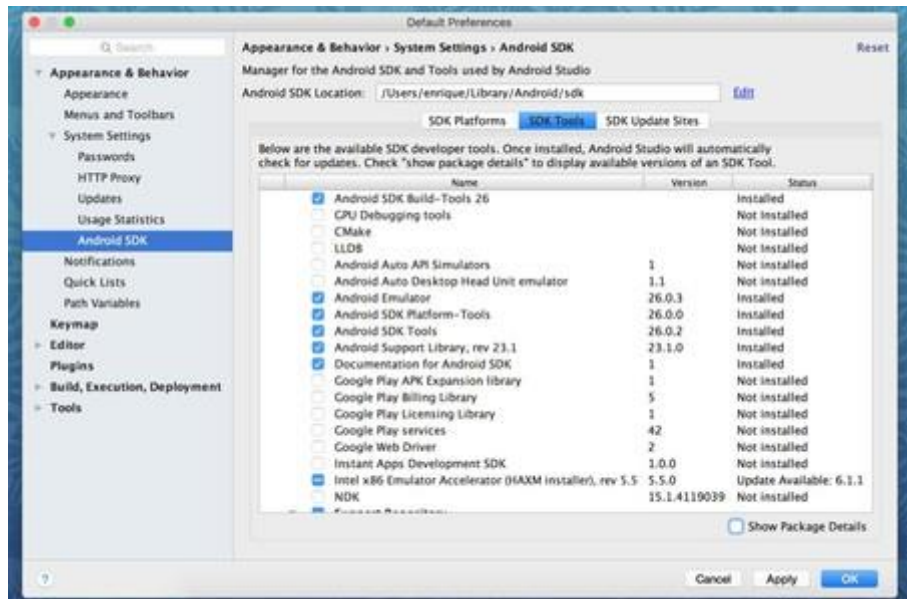 Default Preferences
Search
Appearance & Behavior › System Settings › Android SDK
Reset
Appearance & Behavior
Appearance
Menus and Toolbars
System Settings
Passwords
HTTP Proxy
Updates
Usage Statistics
Android SDK
Notifications
Quick Lists
Path Variables
Keymap
Editor
Plugins
Build, Execution, Deployment
Tools
Manager for the Android SDK and Tools used by Android Studio
Android SDK Location: /Users/enrique/Library/Android/sdk Edit
SDK Platforms SDK Tools SDK Update Sites
Below are the available SDK developer tools. Once installed, Android Studio will automatically
check for updates. Check "show package details" to display available versions of an SDK Tool.
Name Version Status
Android SDK Build-Tools 26 Installed
GPU Debugging tools Not Installed
CMake Not Installed
LLDB Not Installed
Android Auto API Simulators 1 Not installed
Android Auto Desktop Head Unit emulator 1.1 Not installed
Android Emulator 26.0.3 Installed
Android SDK Platform-Tools 26.0.0 Installed
Android SDK Tools 26.0.2 Installed
Android Support Library, rev 23.1 23.1.0 Installed
Documentation for Android SDK 1 Installed
Google Play APK Expansion library 1 Not installed
Google Play Billing Library 5 Not installed
Google Play Licensing Library 1 Not installed
Google Play services 42 Not installed
Google Web Driver 2 Not installed
Instant Apps Development SDK 1.0.0 Not installed
Intel x86 Emulator Accelerator (HAXM installer), rev 5.5 5.5.0 Update Available: 6.1.1
NDK 15.1.4119039 Not installed
Support Repository
Show Package Details
? Cancel Apply OK